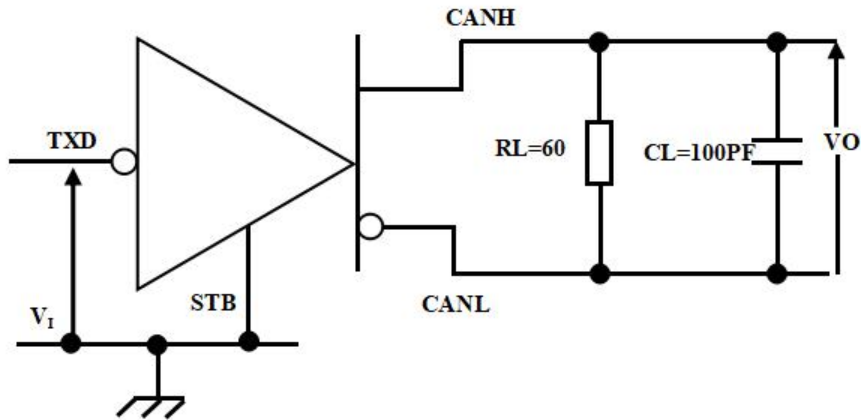 CANH
TXD
RL=60
CL=100PF
VO
STB
CANL
VI